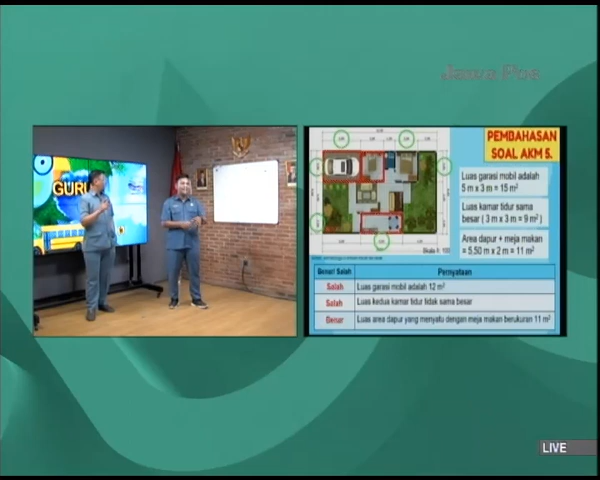 Jawa Pos
GURU
PEMBAHASAN
SOAL AKM 5.
Luas garasi mobil adalah
5 m x 3 m = 15 m²
Luas kamar tidur sama
besar ( 3 m x 3 m = 9 m²)
Area dapur + meja makan
= 5,50 m x 2 m = 11 m²
Skala 1: 100
Benar/ Salah Pernyataan
Salah Luas garasi mobil adalah 12 m²
Salah Luas kedua kamar tidur tidak sama besar
Benar Luas area dapur yang menyatu dengan meja makan berukuran 11 m²
LIVE